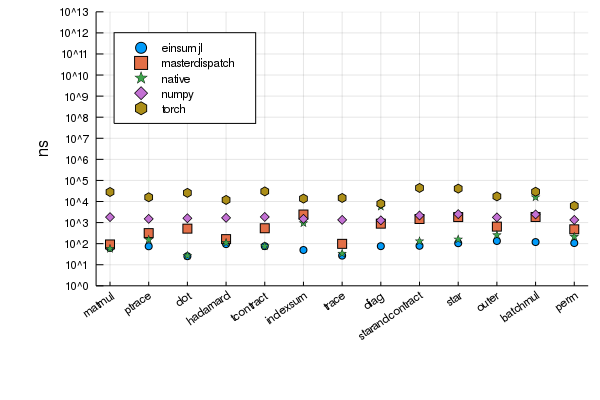 10^13
10^12
10^11
10^10
10^9
10^8
10^7
10^6
10^5
10^4
10^3
10^2
10^1
10^0
ns
einsumjl
masterdispatch
native
numpy
torch
matmul
ptrace
dot
hadamard
tcontract
indexsum
trace
diag
starandcontract
star
outer
batchmul
perm